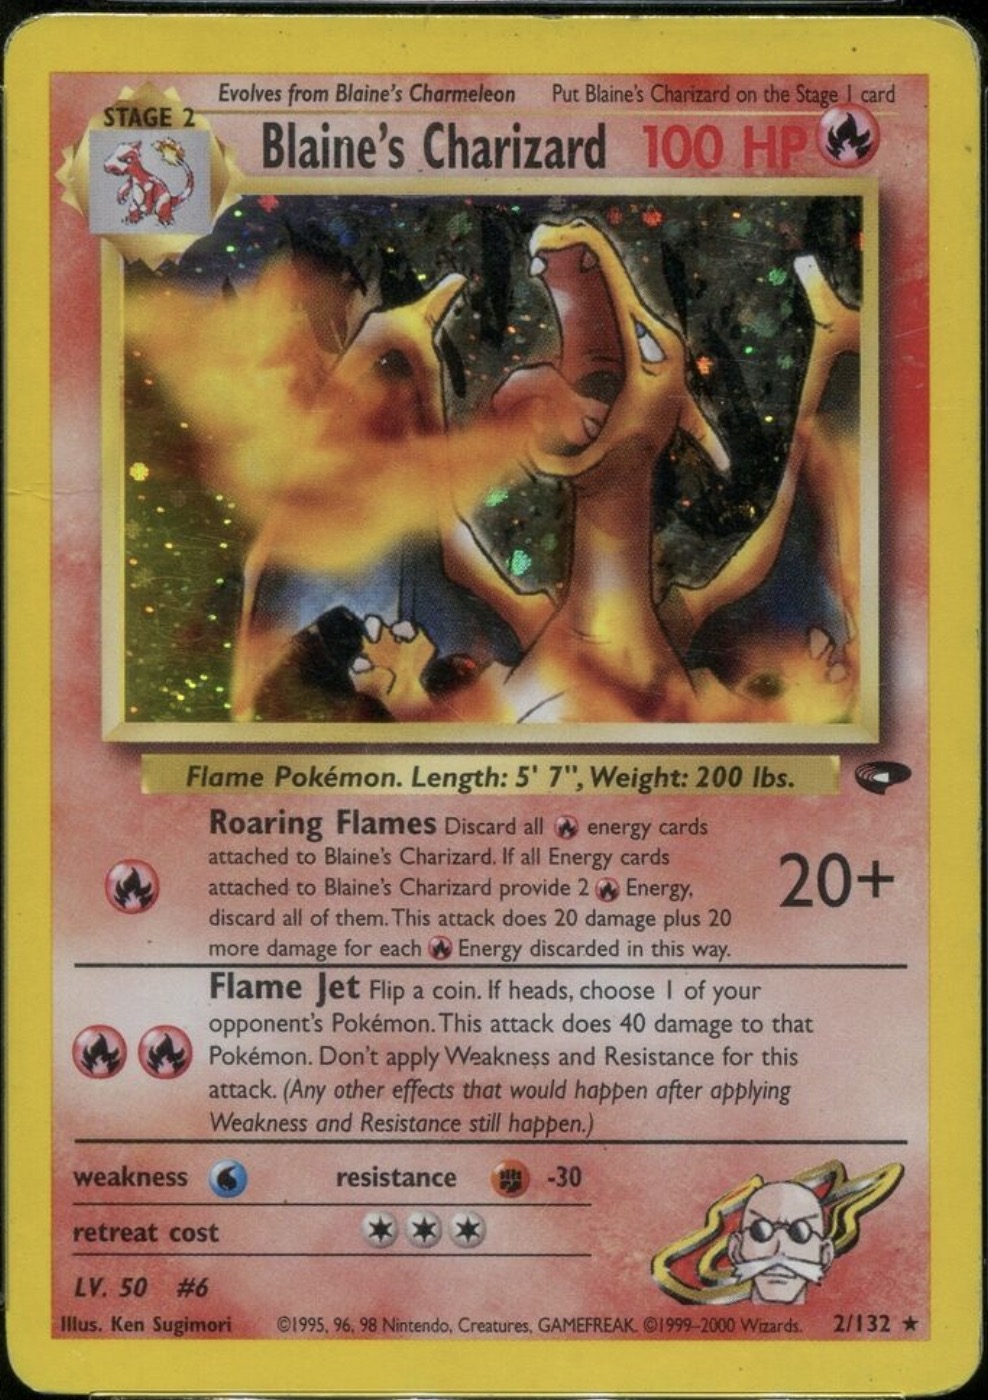 Evolves from Blaine's Charmeleon Put Blaine's Charizard on the Stage 1 card
STAGE 2
Blaine's Charizard 100 HP
Flame Pokémon. Length: 5' 7", Weight: 200 lbs.
Roaring Flames Discard all energy cards
attached to Blaine's Charizard. If all Energy cards
attached to Blaine's Charizard provide 2 Energy,
discard all of them. This attack does 20 damage plus 20
more damage for each Energy discarded in this way.
20+
Flame Jet Flip a coin. If heads, choose 1 of your
opponent's Pokémon. This attack does 40 damage to that
Pokémon. Don't apply Weakness and Resistance for this
attack. (Any other effects that would happen after applying
Weakness and Resistance still happen.)
weakness resistance -30
retreat cost
LV. 50 #6
Illus. Ken Sugimori ©1995, 96, 98 Nintendo, Creatures, GAMEFREAK. ©1999-2000 Wizards. 2/132 ★